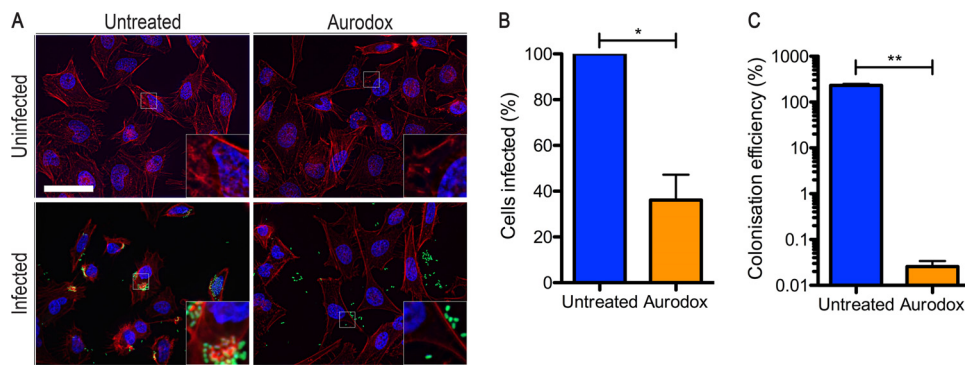 A
Untreated
Aurodox
Uninfected
Infected
B
Cells infected (%)
100
80
60
40
20
0
*
Untreated Aurodox
C
Colonisation efficiency (%)
1000
100
10
1
0.1
0.01
**
Untreated Aurodox